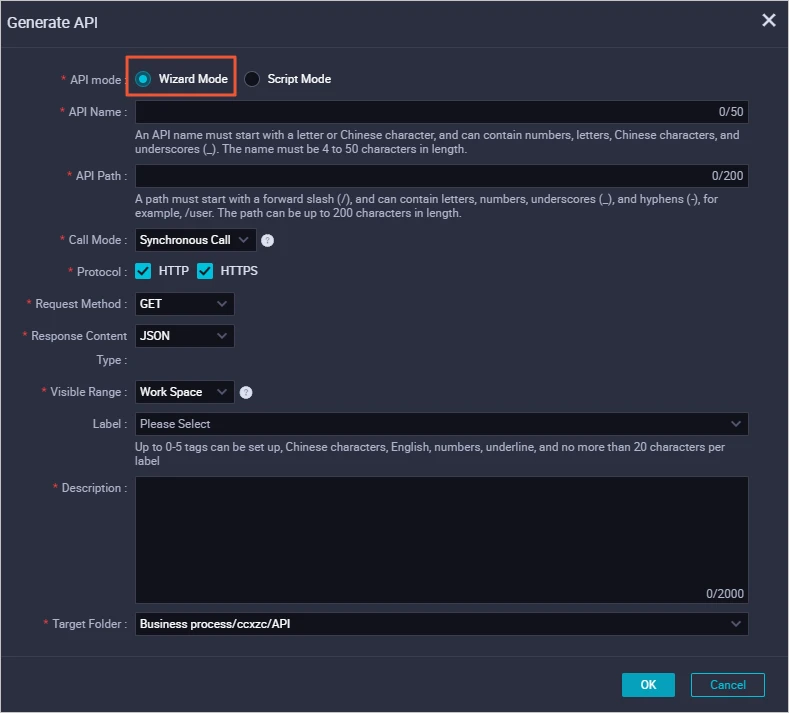 Generate API
* API mode : Wizard Mode Script Mode
* API Name : 0/50
An API name must start with a letter or Chinese character, and can contain numbers, letters, Chinese characters, and
underscores (_). The name must be 4 to 50 characters in length.
* API Path : 0/200
A path must start with a forward slash (/), and can contain letters, numbers, underscores (_), and hyphens (-), for
example, /user. The path can be up to 200 characters in length.
* Call Mode : Synchronous Call ?
* Protocol : HTTP HTTPS
* Request Method : GET
* Response Content JSON
Type :
* Visible Range : Work Space ?
Label : Please Select
Up to 0-5 tags can be set up, Chinese characters, English, numbers, underline, and no more than 20 characters per
label
* Description :
0/2000
* Target Folder : Business process/ccxzc/API
OK Cancel